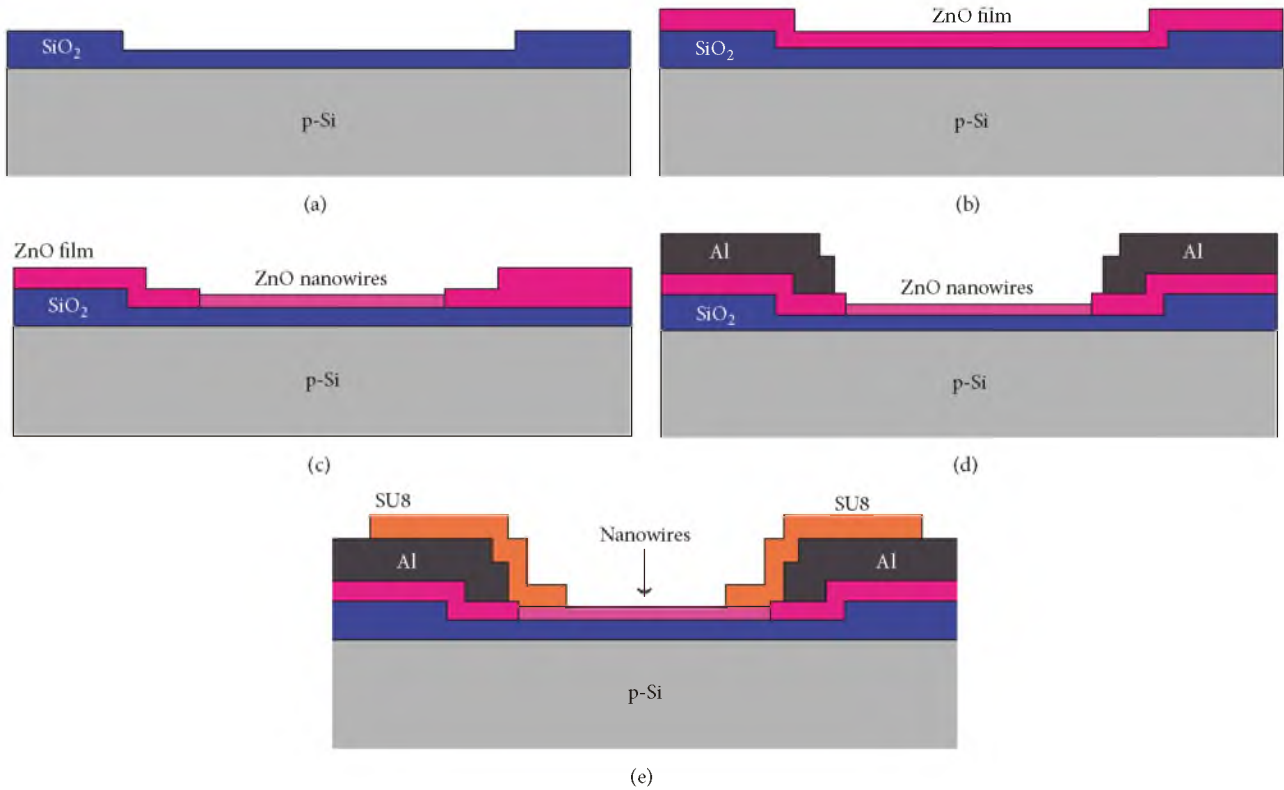 SiO₂
p-Si
(a)
ZnO film
SiO₂
p-Si
(b)
ZnO film
ZnO nanowires
SiO₂
p-Si
(c)
Al
Al
ZnO nanowires
SiO₂
p-Si
(d)
SU8
SU8
Nanowires
Al
Al
p-Si
(e)